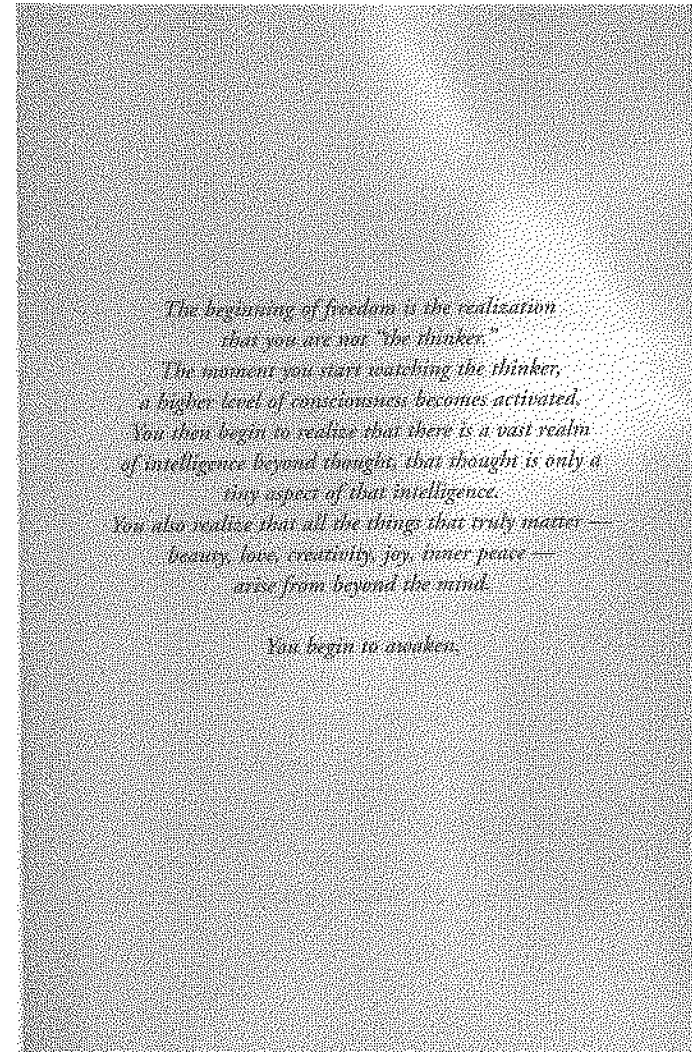 The beginning of freedom is the realization
that you are not “the thinker.”
The moment you start watching the thinker,
a higher level of consciousness becomes activated.
You then begin to realize that there is a vast realm
of intelligence beyond thought, that thought is only a
tiny aspect of that intelligence.
You also realize that all the things that truly matter —
beauty, love, creativity, joy, inner peace —
arise from beyond the mind.
You begin to awaken.